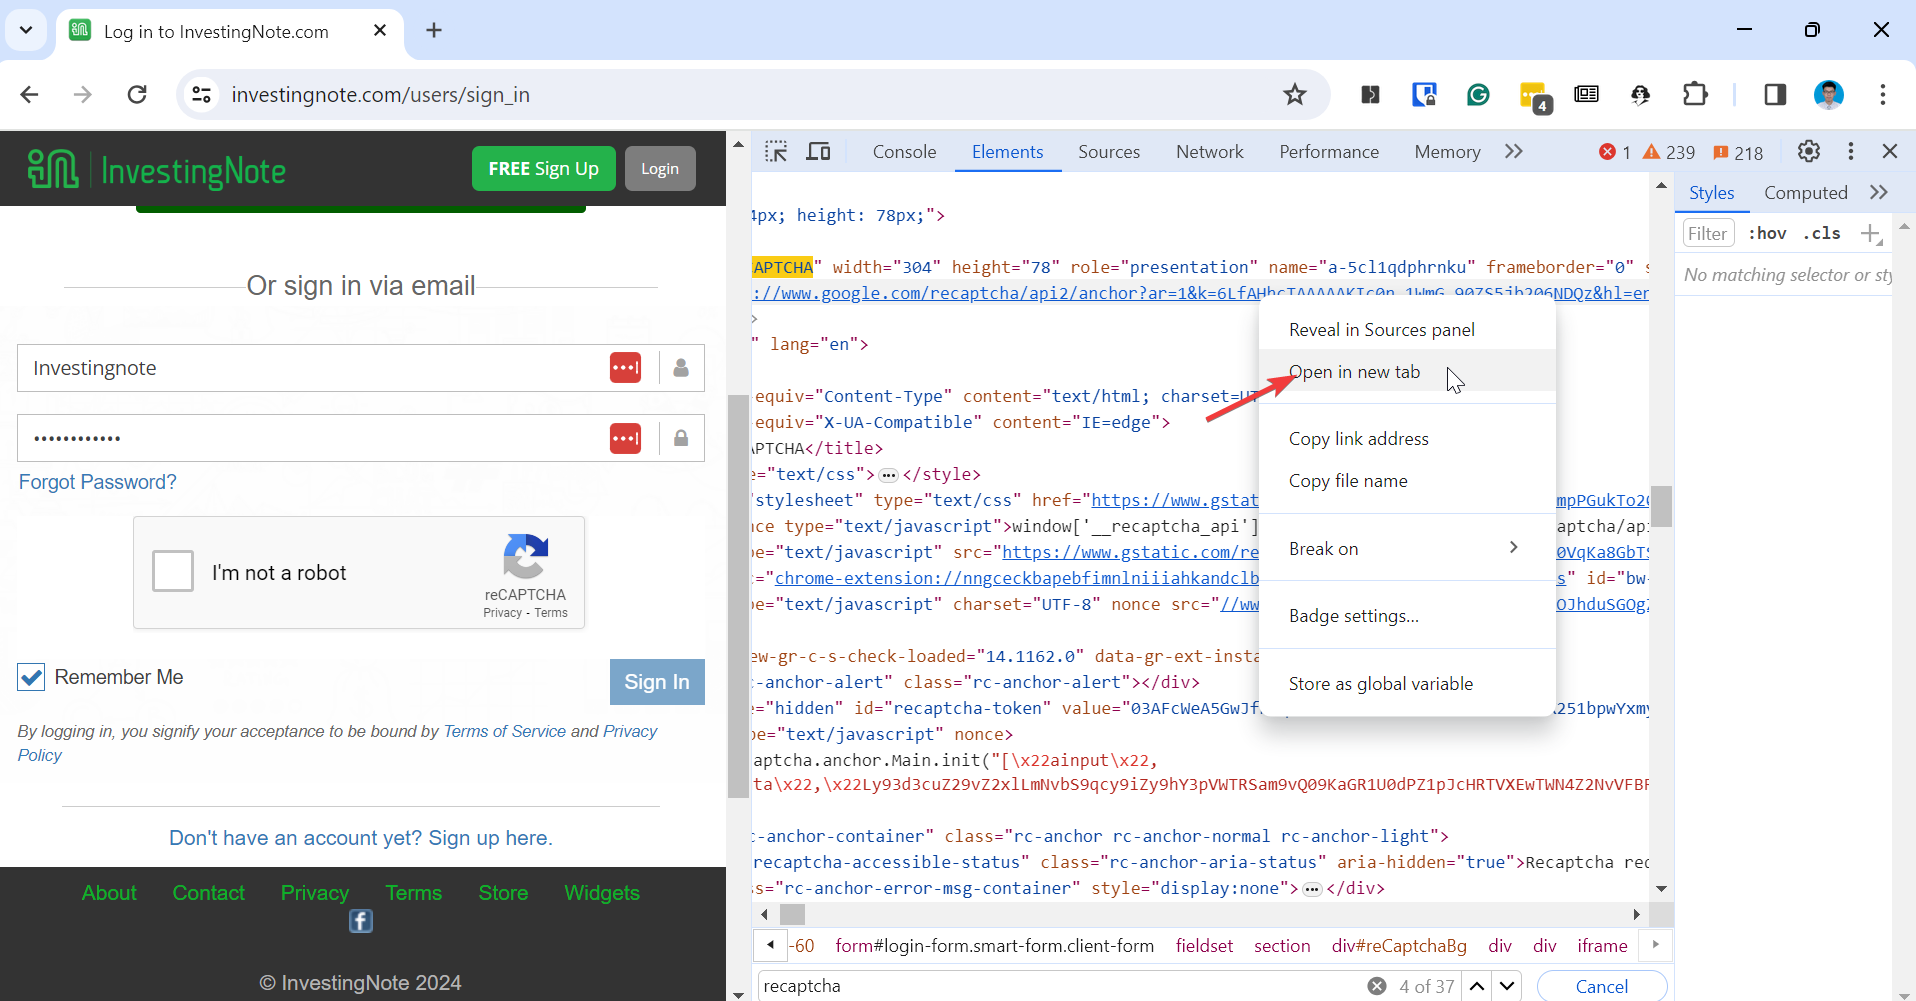 Log in to InvestingNote.com
investingnote.com/users/sign_in
4
InvestingNote
FREE Sign Up
Login
Or sign in via email
Investingnote
••••••••••••
Forgot Password?
I'm not a robot
reCAPTCHA
Privacy - Terms
Remember Me
Sign In
By logging in, you signify your acceptance to be bound by Terms of Service and Privacy
Policy
Don't have an account yet? Sign up here.
About Contact Privacy Terms Store Widgets
© InvestingNote 2024
Console Elements Sources Network Performance Memory
1 239 218
px; height: 78px;">
APTCHA" width="304" height="78" role="presentation" name="a-5cl1qdphrnku" frameborder="0"
://www.google.com/recaptcha/api2/anchor?ar=1&k=
" lang="en">
equiv="Content-Type" content="text/html; charset=
equiv="X-UA-Compatible" content="IE=edge">
APTCHA</title>
="text/css"> ••• </style>
stylesheet" type="text/css" href="https://www.gstat mpPGukTo2
ce type="text/javascript">window['__recaptcha_api'] aptcha/ap
e="text/javascript" src="https://www.gstatic.com/re 0VqKa8GbT
="chrome-extension://nngceckbapebfimnlniiiahkandclb s" id="bw-
e="text/javascript" charset="UTF-8" nonce src="//ww OJhduSGOg
ew-gr-c-s-check-loaded="14.1162.0" data-gr-ext-insta
-anchor-alert" class="rc-anchor-alert"></div>
="hidden" id="recaptcha-token" value="03AFcWeA5GwJf 251bpwYxmy
e="text/javascript" nonce>
aptcha.anchor.Main.init("[\x22ainput\x22,
ta\x22,\x22Ly93d3cuZ29vZ2xlLmNvbS9qcy9iZy9hY3pVWTRSam9vQ09KaGR1U0dPZ1pJcHRTVXEwTWN4Z2NvVFBF
-anchor-container" class="rc-anchor rc-anchor-normal rc-anchor-light">
recaptcha-accessible-status" class="rc-anchor-aria-status" aria-hidden="true">Recaptcha rec
s="rc-anchor-error-msg-container" style="display:none"> ••• </div>
Reveal in Sources panel
Open in new tab
Copy link address
Copy file name
Break on
Badge settings...
Store as global variable
-60 form#login-form.smart-form.client-form fieldset section div#reCaptchaBg div div iframe
recaptcha
4 of 37
Cancel
Styles Computed
Filter :hov .cls
No matching selector or sty